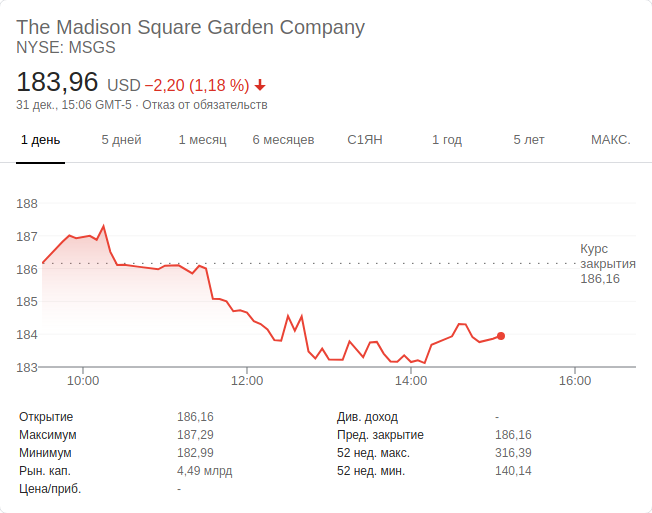 The Madison Square Garden Company
NYSE: MSGS
183,96 USD −2,20 (1,18 %)
31 дек., 15:06 GMT-5 · Отказ от обязательств
1 день 5 дней 1 месяц 6 месяцев С1ЯН 1 год 5 лет МАКС.
188
187
186
185
184
183
Курс
закрытия
186,16
10:00 12:00 14:00 16:00
Открытие 186,16 Див. доход -
Максимум 187,29 Пред. закрытие 186,16
Минимум 182,99 52 нед. макс. 316,39
Рын. кап. 4,49 млрд 52 нед. мин. 140,14
Цена/приб. -